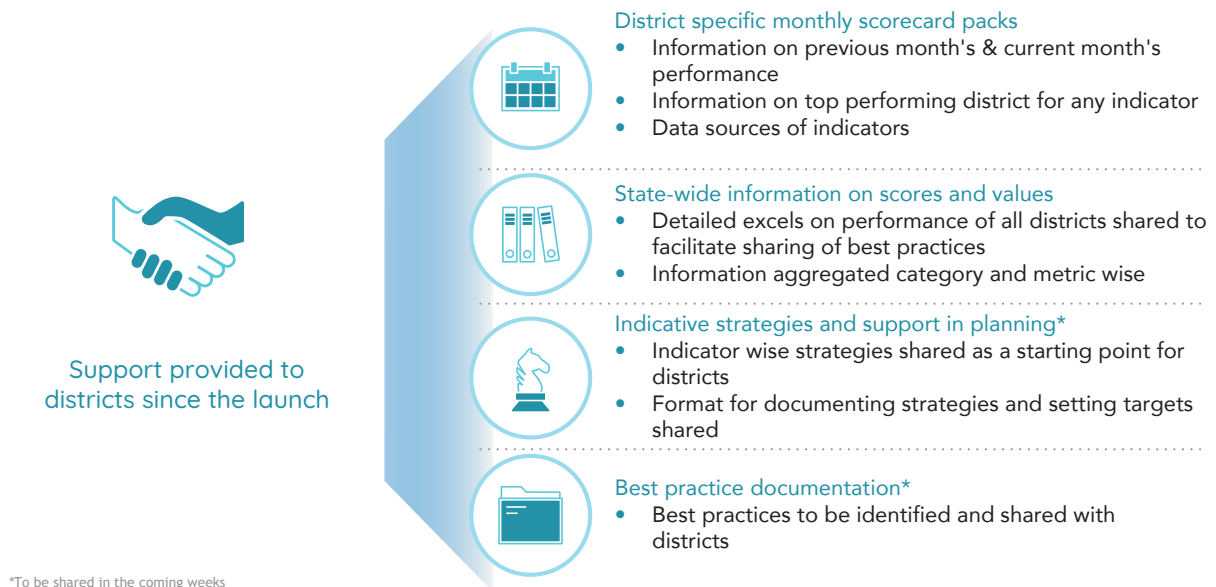 District specific monthly scorecard packs
• Information on previous month's & current month's
performance
• Information on top performing district for any indicator
• Data sources of indicators
State-wide information on scores and values
• Detailed excels on performance of all districts shared to
facilitate sharing of best practices
• Information aggregated category and metric wise
Support provided to
districts since the launch
Indicative strategies and support in planning*
• Indicator wise strategies shared as a starting point for
districts
• Format for documenting strategies and setting targets
shared
Best practice documentation*
• Best practices to be identified and shared with
districts
*To be shared in the coming weeks